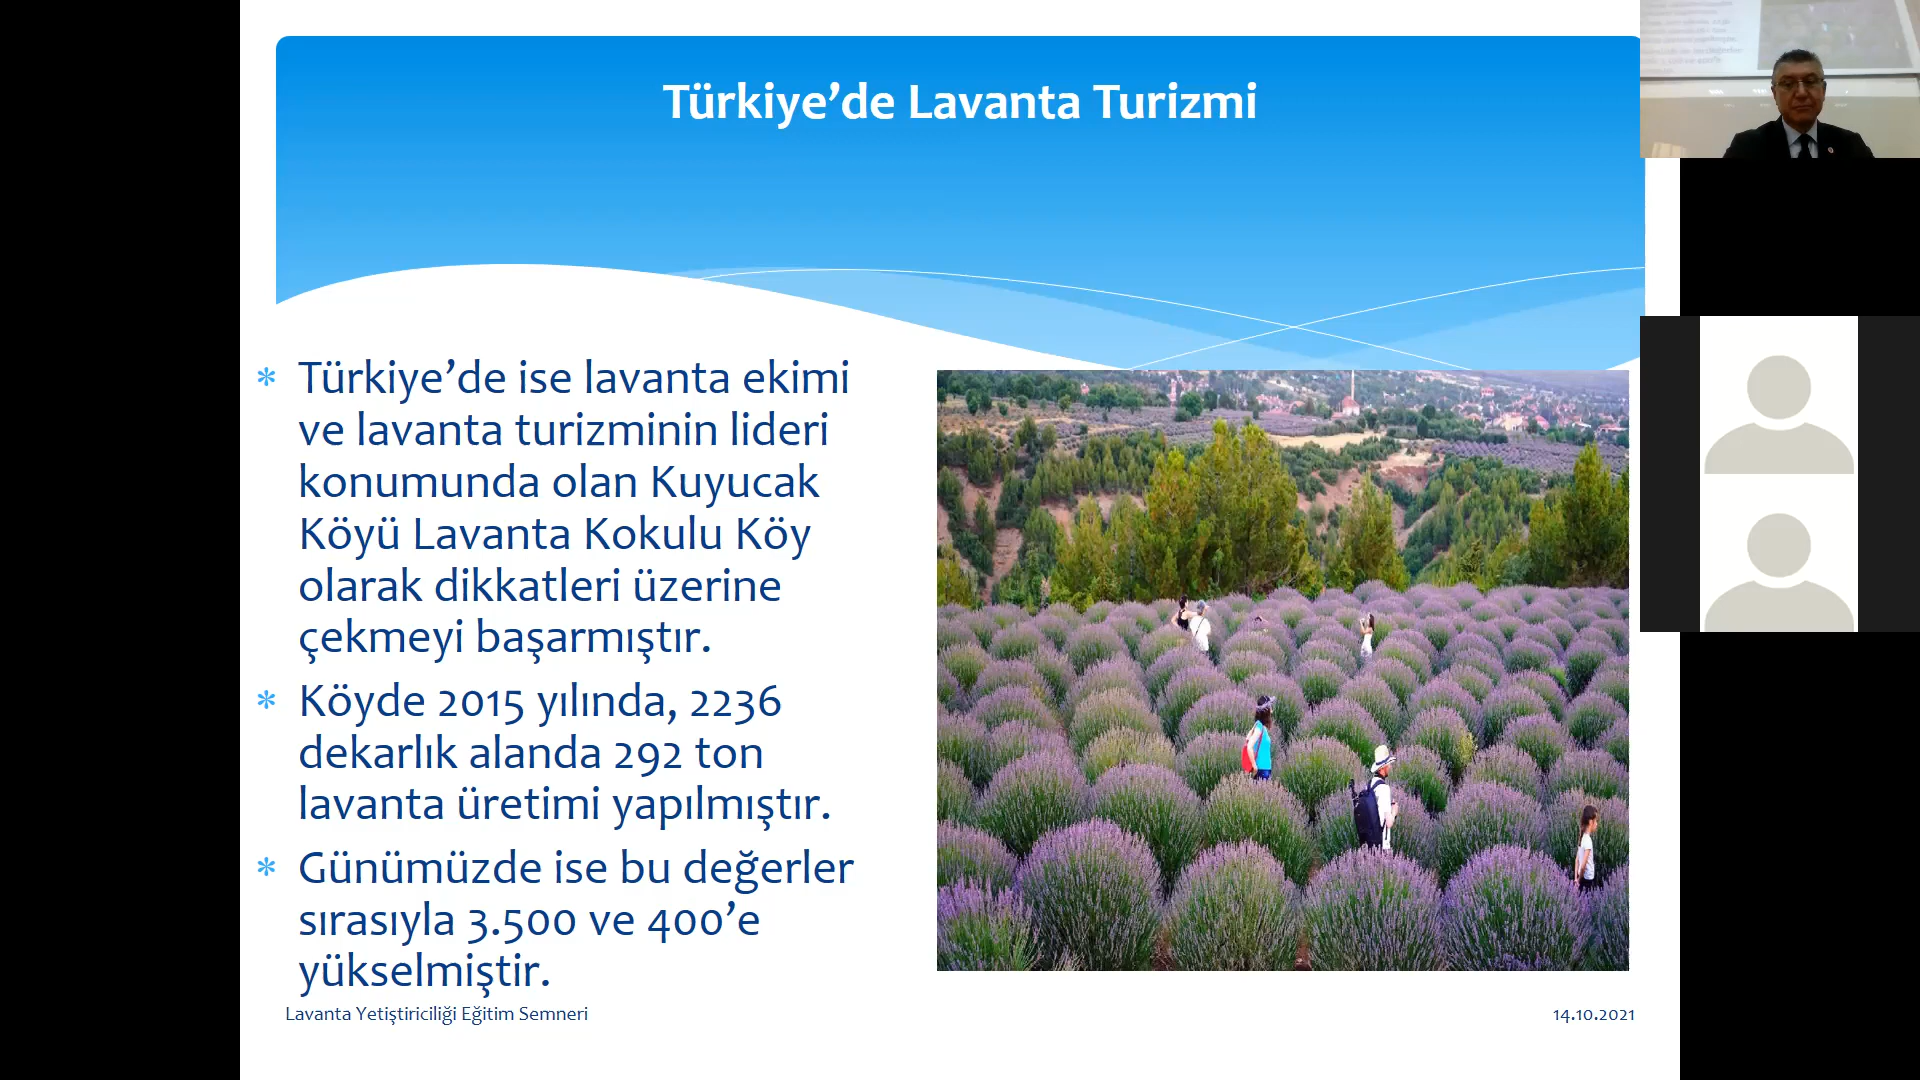 Türkiye’de Lavanta Turizmi
* Türkiye’de ise lavanta ekimi
ve lavanta turizminin lideri
konumunda olan Kuyucak
Köyü Lavanta Kokulu Köy
olarak dikkatleri üzerine
çekmeyi başarmıştır.
* Köyde 2015 yılında, 2236
dekarlık alanda 292 ton
lavanta üretimi yapılmıştır.
* Günümüzde ise bu değerler
sırasıyla 3.500 ve 400’e
yükselmiştir.
Lavanta Yetiştiriciliği Eğitim Semneri
14.10.2021